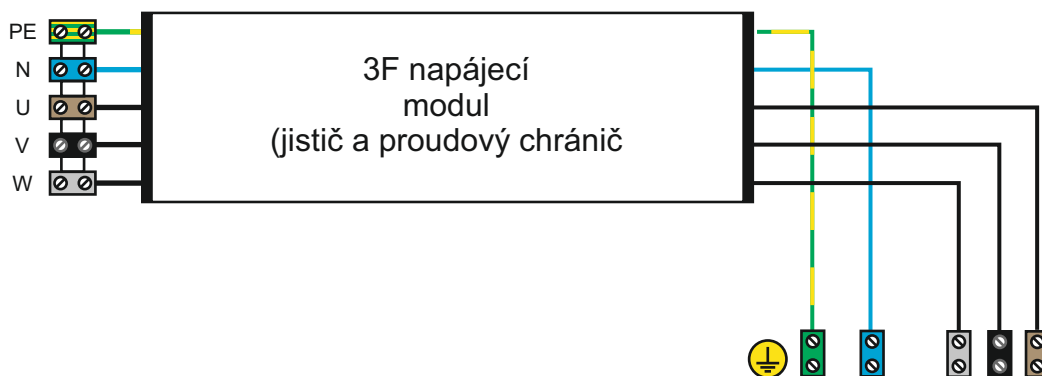 PE
N
U
V
W
3F napájecí
modul
(jistič a proudový chránič